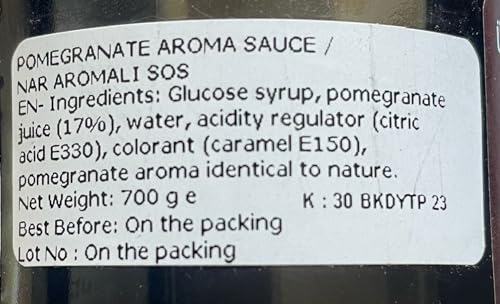 POMEGRANATE AROMA SAUCE /
NAR AROMALI SOS
EN- Ingredients: Glucose syrup, pomegranate
juice (17%), water, acidity regulator (citric
acid E330), colorant (caramel E150),
pomegranate aroma identical to nature.
Net Weight: 700 g e K : 30 BKDYTP 23
Best Before: On the packing
Lot No : On the packing